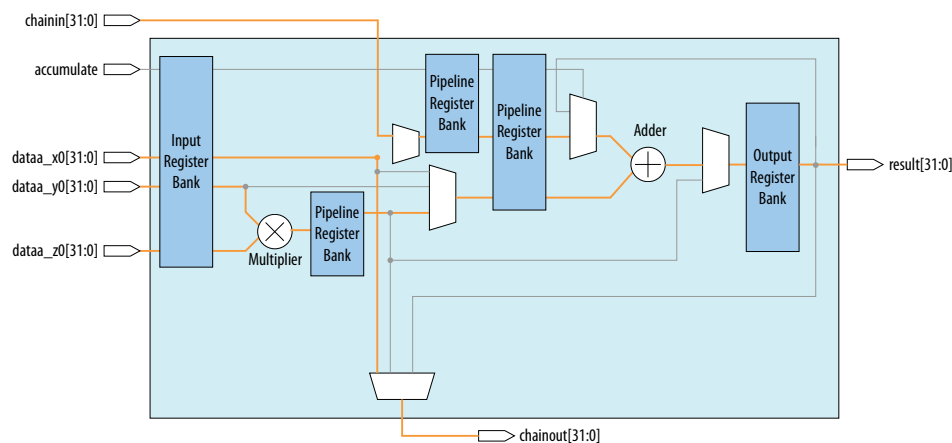 chainin[31:0]
accumulate
dataa_x0[31:0]
dataa_y0[31:0]
dataa_z0[31:0]
Input
Register
Bank
Multiplier
Pipeline
Register
Bank
Pipeline
Register
Bank
Pipeline
Register
Bank
Adder
Output
Register
Bank
result[31:0]
chainout[31:0]